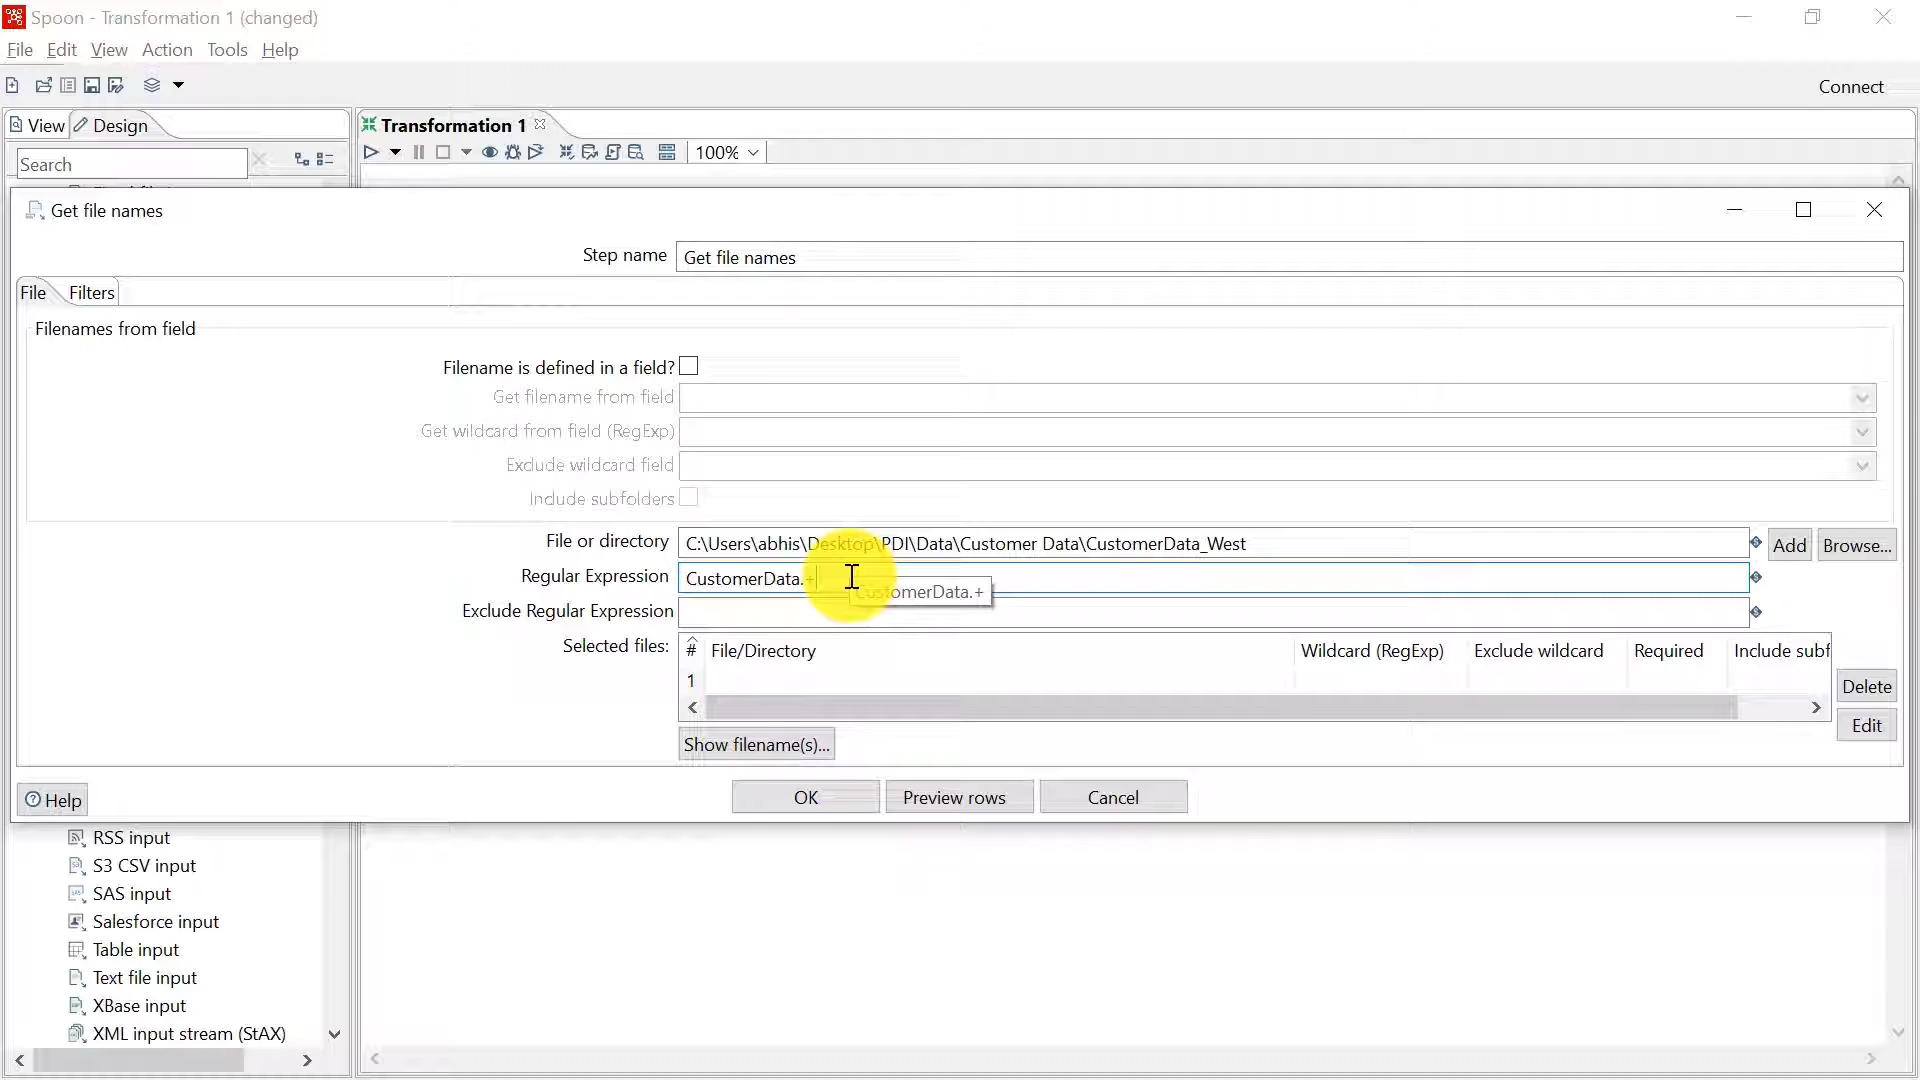 Spoon - Transformation 1 (changed)
File Edit View Action Tools Help
Connect
View Design
Transformation 1
Search
100%
Get file names
Step name Get file names
File Filters
Filenames from field
Filename is defined in a field?
Get filename from field
Get wildcard from field (RegExp)
Exclude wildcard field
Include subfolders
File or directory C:\Users\abhis\Desktop\PDI\Data\Customer Data\CustomerData_West Add Browse...
Regular Expression CustomerData.+
CustomerData.+
Exclude Regular Expression
Selected files: # File/Directory Wildcard (RegExp) Exclude wildcard Required Include subf
1
Delete
Edit
Show filename(s)...
Help OK Preview rows Cancel
RSS input
S3 CSV input
SAS input
Salesforce input
Table input
Text file input
XBase input
XML input stream (StAX)